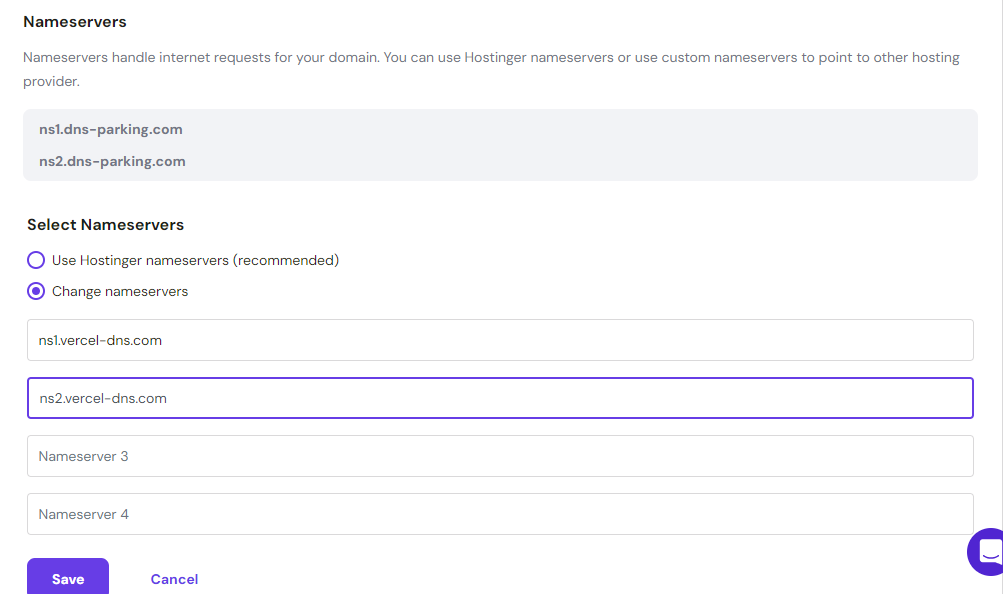 Nameservers
Nameservers handle internet requests for your domain. You can use Hostinger nameservers or use custom nameservers to point to other hosting
provider.
ns1.dns-parking.com
ns2.dns-parking.com
Select Nameservers
Use Hostinger nameservers (recommended)
Change nameservers
ns1.vercel-dns.com
ns2.vercel-dns.com
Nameserver 3
Nameserver 4
Save Cancel